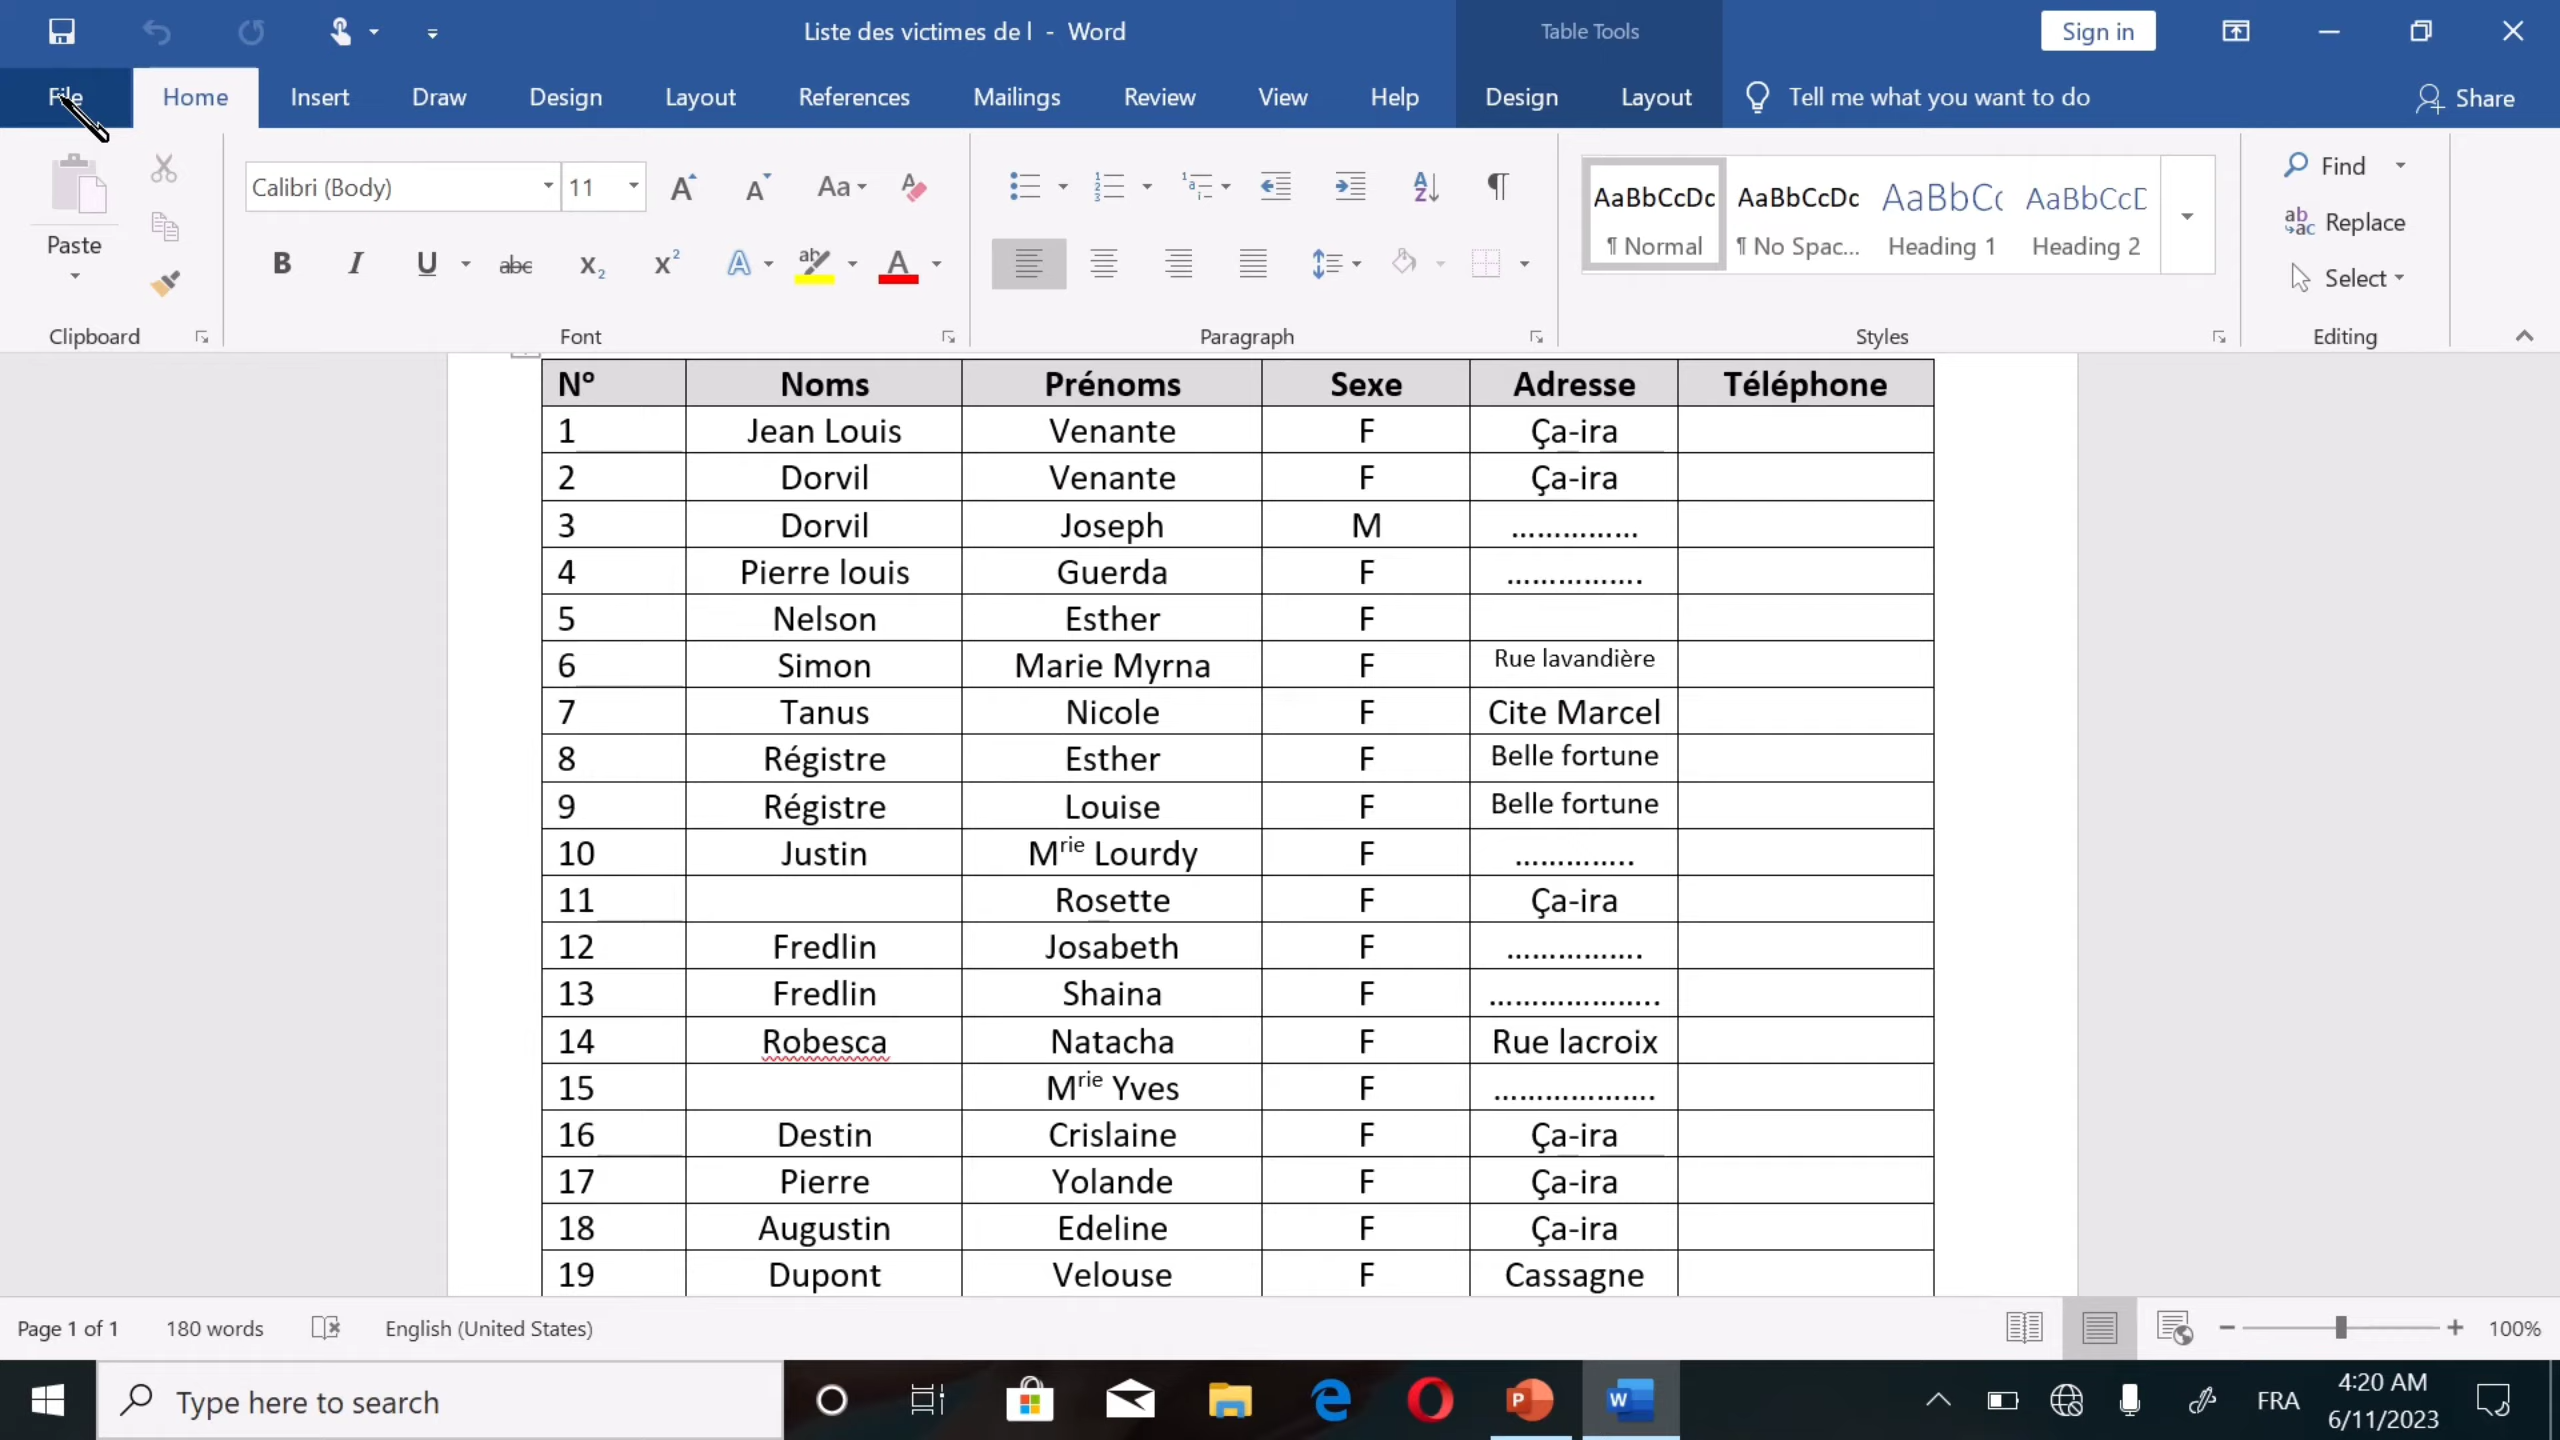 Liste des victimes de l - Word
Table Tools
Sign in
File Home Insert Draw Design Layout References Mailings Review View Help Design Layout Tell me what you want to do Share
Paste
Clipboard
Calibri (Body) 11
Font
Paragraph
AaBbCcDc AaBbCcDc AaBbCc AaBbCcD
¶ Normal ¶ No Spac... Heading 1 Heading 2
Styles
Find
Replace
Select
Editing
N° Noms Prénoms Sexe Adresse Téléphone
1 Jean Louis Venante F Ça-ira
2 Dorvil Venante F Ça-ira
3 Dorvil Joseph M ……………
4 Pierre louis Guerda F …………….
5 Nelson Esther F
6 Simon Marie Myrna F Rue lavandière
7 Tanus Nicole F Cite Marcel
8 Régistre Esther F Belle fortune
9 Régistre Louise F Belle fortune
10 Justin Mrie Lourdy F …………..
11 Rosette F Ça-ira
12 Fredlin Josabeth F …………….
13 Fredlin Shaina F ………………..
14 Robesca Natacha F Rue lacroix
15 Mrie Yves F ……………….
16 Destin Crislaine F Ça-ira
17 Pierre Yolande F Ça-ira
18 Augustin Edeline F Ça-ira
19 Dupont Velouse F Cassagne
Page 1 of 1 180 words English (United States) 100%
Type here to search
FRA
4:20 AM
6/11/2023